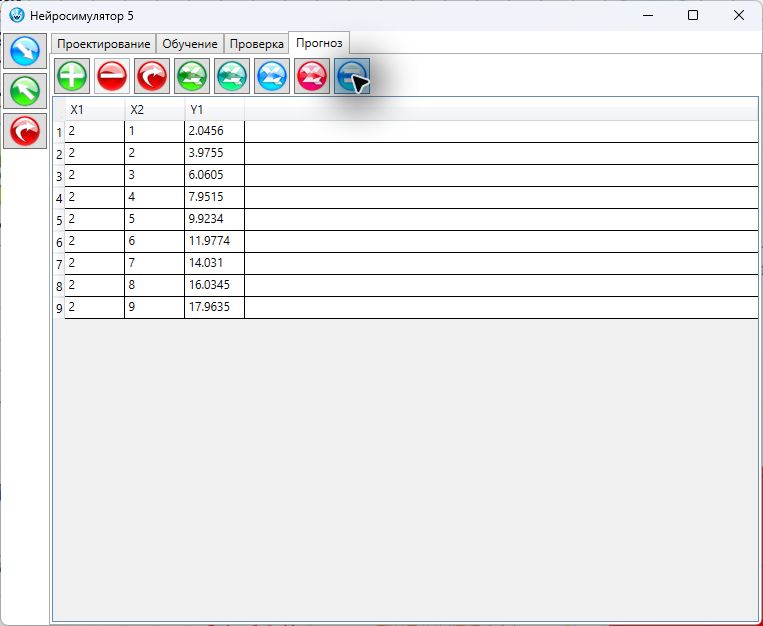 Нейросимулятор 5
Проектирование Обучение Проверка Прогноз
X1 X2 Y1
1 2 1 2.0456
2 2 2 3.9755
3 2 3 6.0605
4 2 4 7.9515
5 2 5 9.9234
6 2 6 11.9774
7 2 7 14.031
8 2 8 16.0345
9 2 9 17.9635